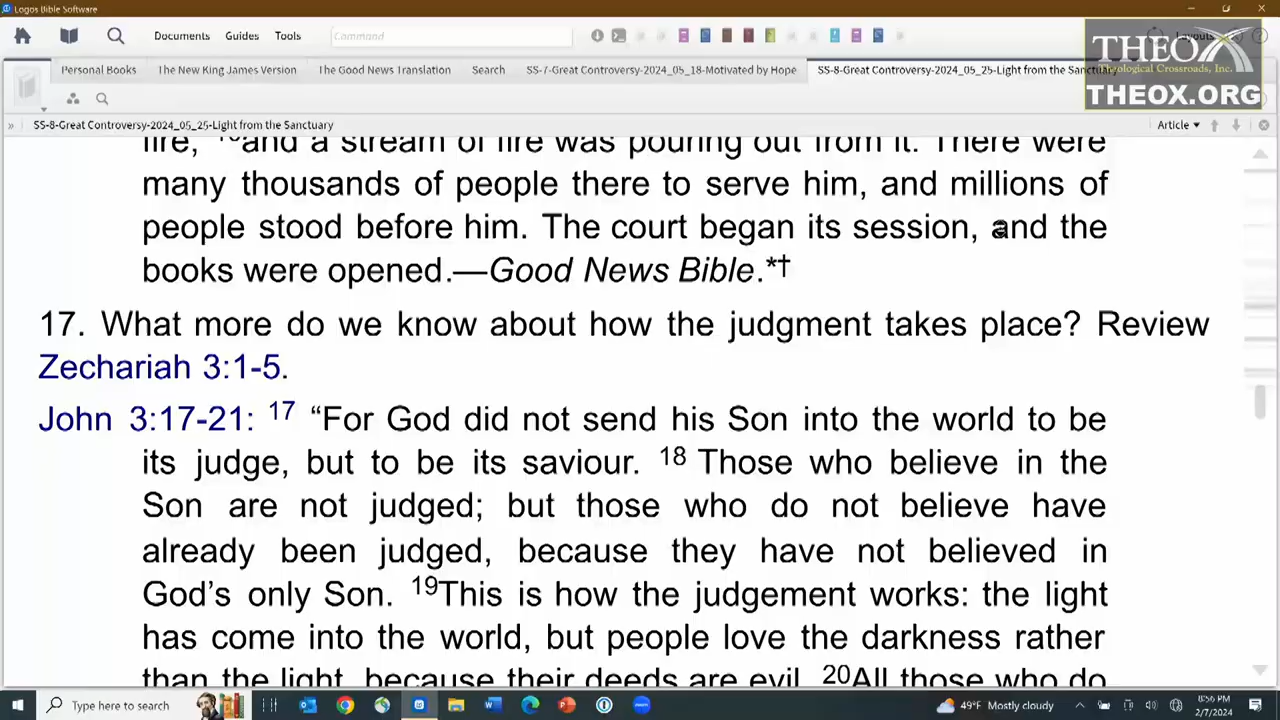 Logos Bible Software
Documents Guides Tools Command
Layouts
THEOX
Theological Crossroads, Inc.
THEOX.ORG
Personal Books The New King James Version The Good News Search SS-7-Great Controversy-2024_05_18-Motivated by Hope SS-8-Great Controversy-2024_05_25-Light from the Sanctuary
SS-8-Great Controversy-2024_05_25-Light from the Sanctuary Article
fire, and a stream of fire was pouring out from it. There were
many thousands of people there to serve him, and millions of
people stood before him. The court began its session, and the
books were opened.—Good News Bible.*†
17. What more do we know about how the judgment takes place? Review
Zechariah 3:1-5.
John 3:17-21: 17 “For God did not send his Son into the world to be
its judge, but to be its saviour. 18 Those who believe in the
Son are not judged; but those who do not believe have
already been judged, because they have not believed in
God’s only Son. 19This is how the judgement works: the light
has come into the world, but people love the darkness rather
than the light, because their deeds are evil. 20All those who do
Type here to search
49°F Mostly cloudy
8:56 PM
2/7/2024